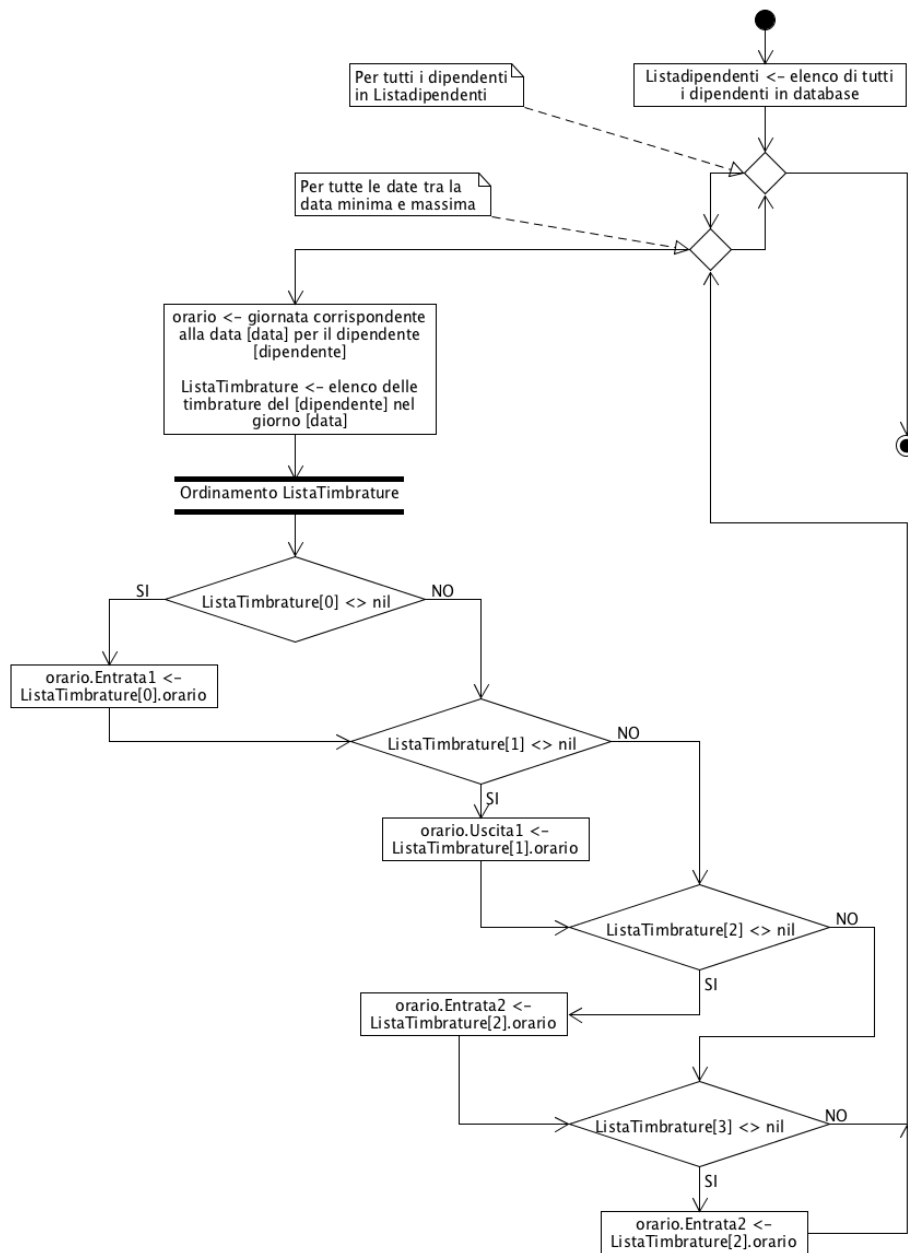 Listadipendenti <- elenco di tutti
i dipendenti in database
Per tutti i dipendenti
in Listadipendenti
Per tutte le date tra la
data minima e massima
orario <- giornata corrispondente
alla data [data] per il dipendente
[dipendente]
ListaTimbrature <- elenco delle
timbrature del [dipendente] nel
giorno [data]
Ordinamento ListaTimbrature
SI
ListaTimbrature[0] <> nil
NO
orario.Entrata1 <-
ListaTimbrature[0].orario
ListaTimbrature[1] <> nil
NO
SI
orario.Uscita1 <-
ListaTimbrature[1].orario
ListaTimbrature[2] <> nil
NO
SI
orario.Entrata2 <-
ListaTimbrature[2].orario
ListaTimbrature[3] <> nil
NO
SI
orario.Entrata2 <-
ListaTimbrature[2].orario